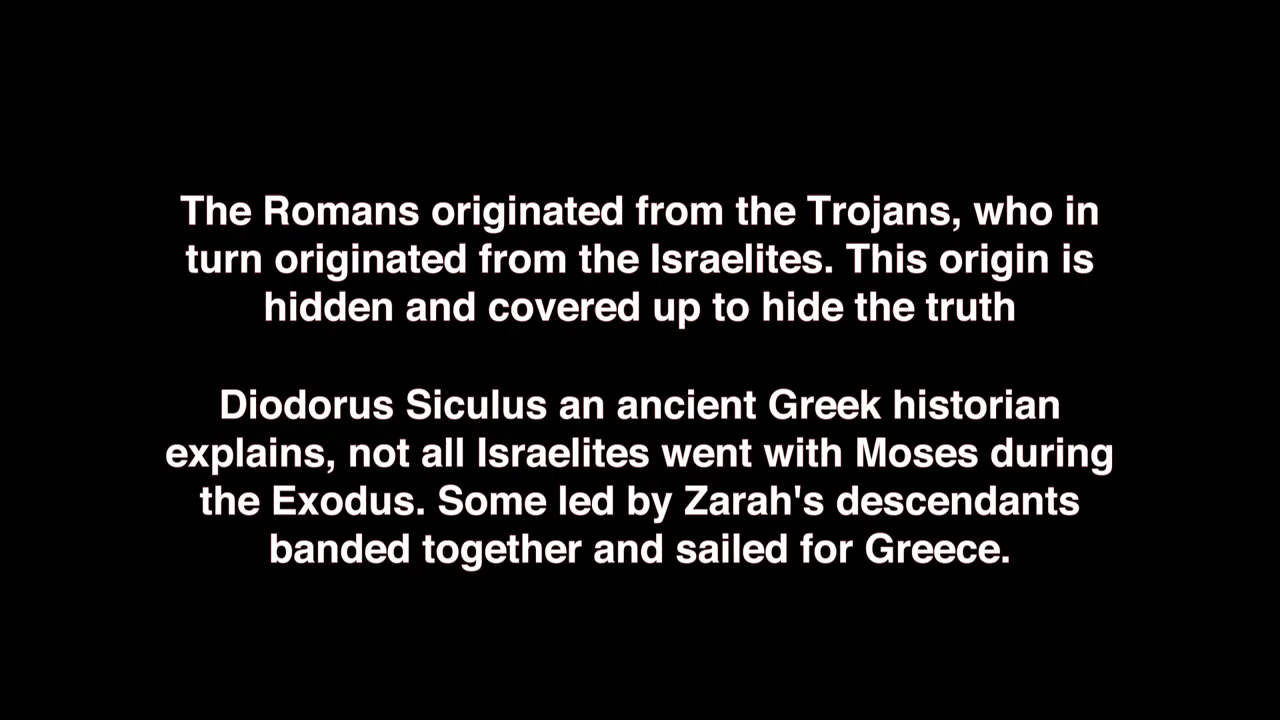 The Romans originated from the Trojans, who in
turn originated from the Israelites. This origin is
hidden and covered up to hide the truth
Diodorus Siculus an ancient Greek historian
explains, not all Israelites went with Moses during
the Exodus. Some led by Zarah's descendants
banded together and sailed for Greece.